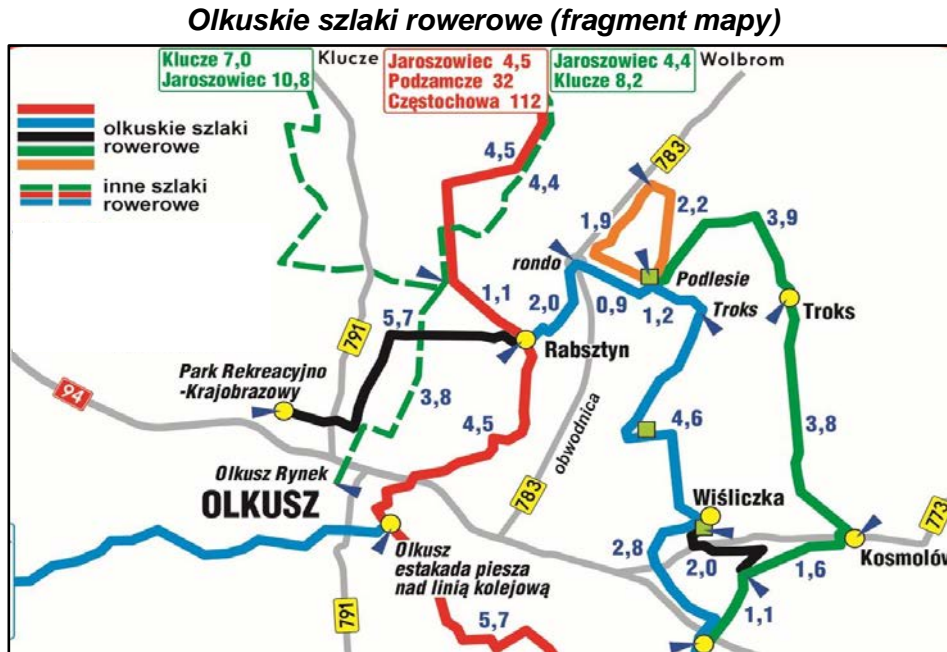 Olkuskie szlaki rowerowe (fragment mapy)
Klucze 7,0
Jaroszowiec 10,8
Klucze
Jaroszowiec 4,5
Podzamcze 32
Częstochowa 112
Jaroszowiec 4,4
Klucze 8,2
Wolbrom
olkuskie szlaki
rowerowe
inne szlaki
rowerowe
783
4,5
4,4
1,9
2,2
3,9
rondo
Podlesie
1,1
2,0
0,9
1,2
Troks
Troks
5,7
791
Rabsztyn
Park Rekreacyjno
-Krajobrazowy
94
3,8
4,5
obwodnica
4,6
3,8
Olkusz Rynek
OLKUSZ
783
Wiśliczka
773
Kosmolów
Olkusz
estakada piesza
nad linią kolejową
2,8
2,0
1,6
791
5,7
1,1